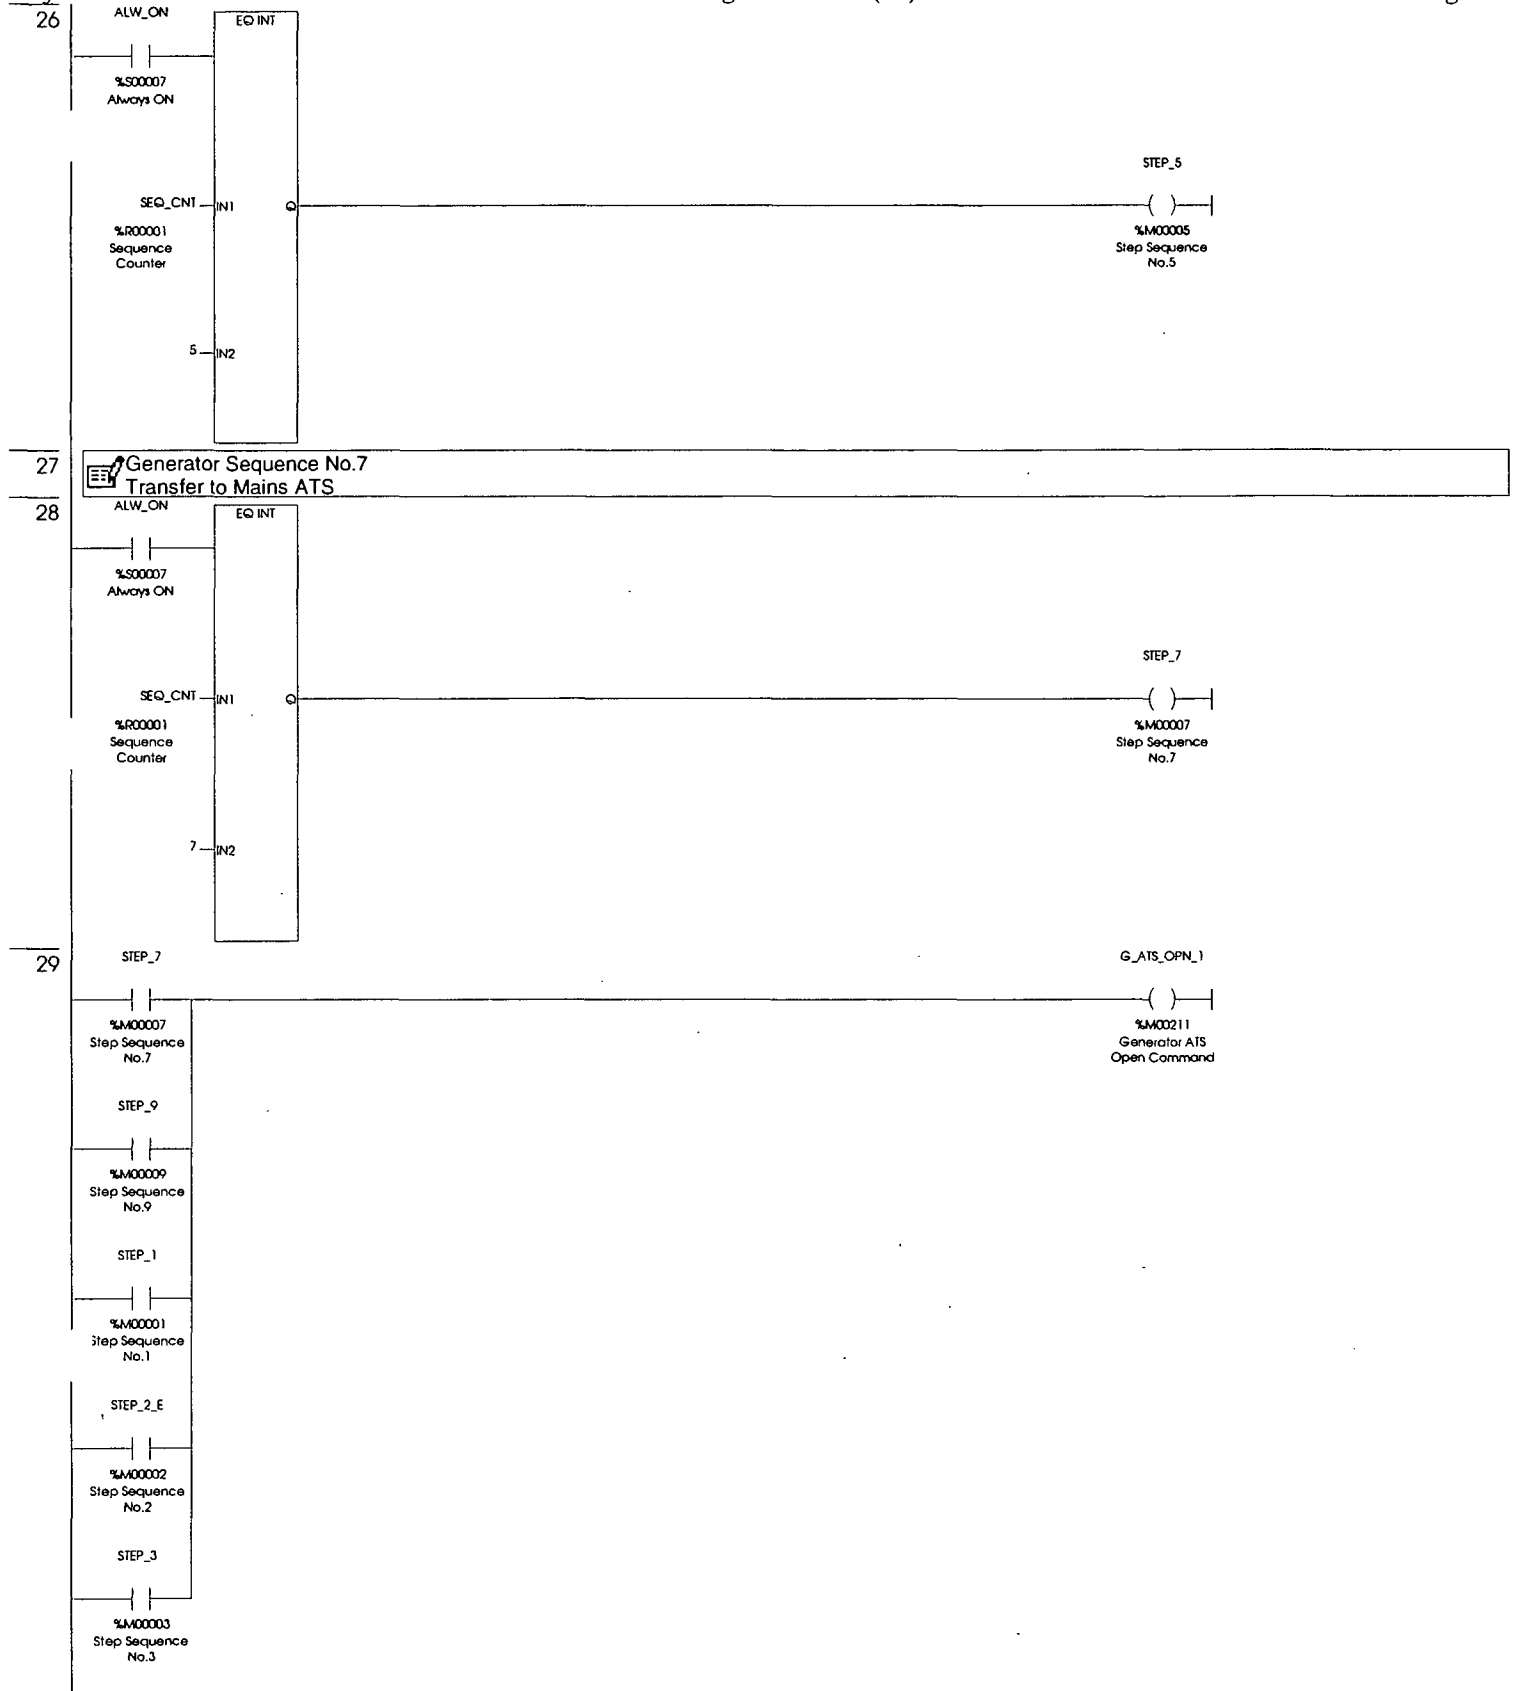 26
ALW_ON
EQ INT
%S00007
Always ON
STEP_5
SEQ_CNT
IN1
Q
%R00001
Sequence
Counter
%M00005
Step Sequence
No.5
5
IN2
27
Generator Sequence No.7
Transfer to Mains ATS
28
ALW_ON
EQ INT
%S00007
Always ON
STEP_7
SEQ_CNT
IN1
Q
%R00001
Sequence
Counter
%M00007
Step Sequence
No.7
7
IN2
29
STEP_7
G_ATS_OPN_1
%M00007
Step Sequence
No.7
%M00211
Generator ATS
Open Command
STEP_9
%M00009
Step Sequence
No.9
STEP_1
%M00001
Step Sequence
No.1
STEP_2_E
%M00002
Step Sequence
No.2
STEP_3
%M00003
Step Sequence
No.3